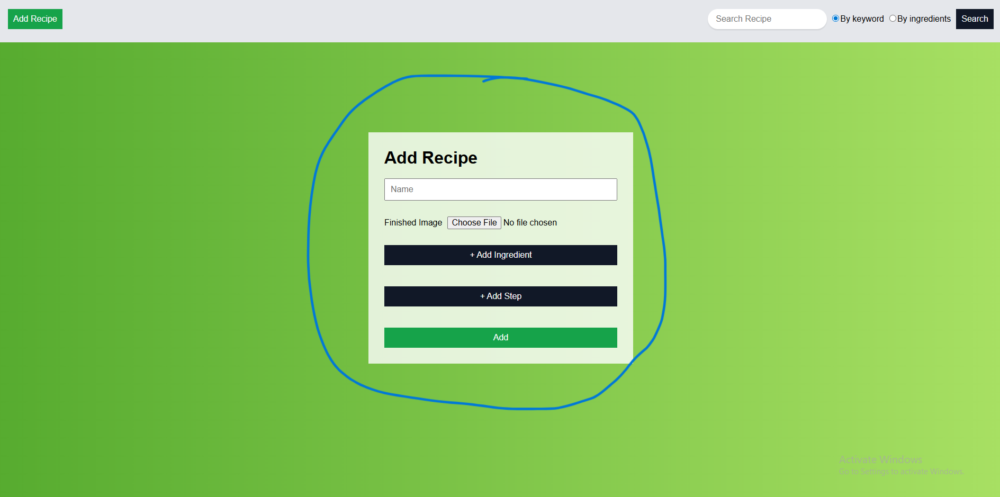 Add Recipe
Search Recipe By keyword By ingredients Search
Add Recipe
Name
Finished Image Choose File No file chosen
+ Add Ingredient
+ Add Step
Add
Activate Windows
Go to Settings to activate Windows.